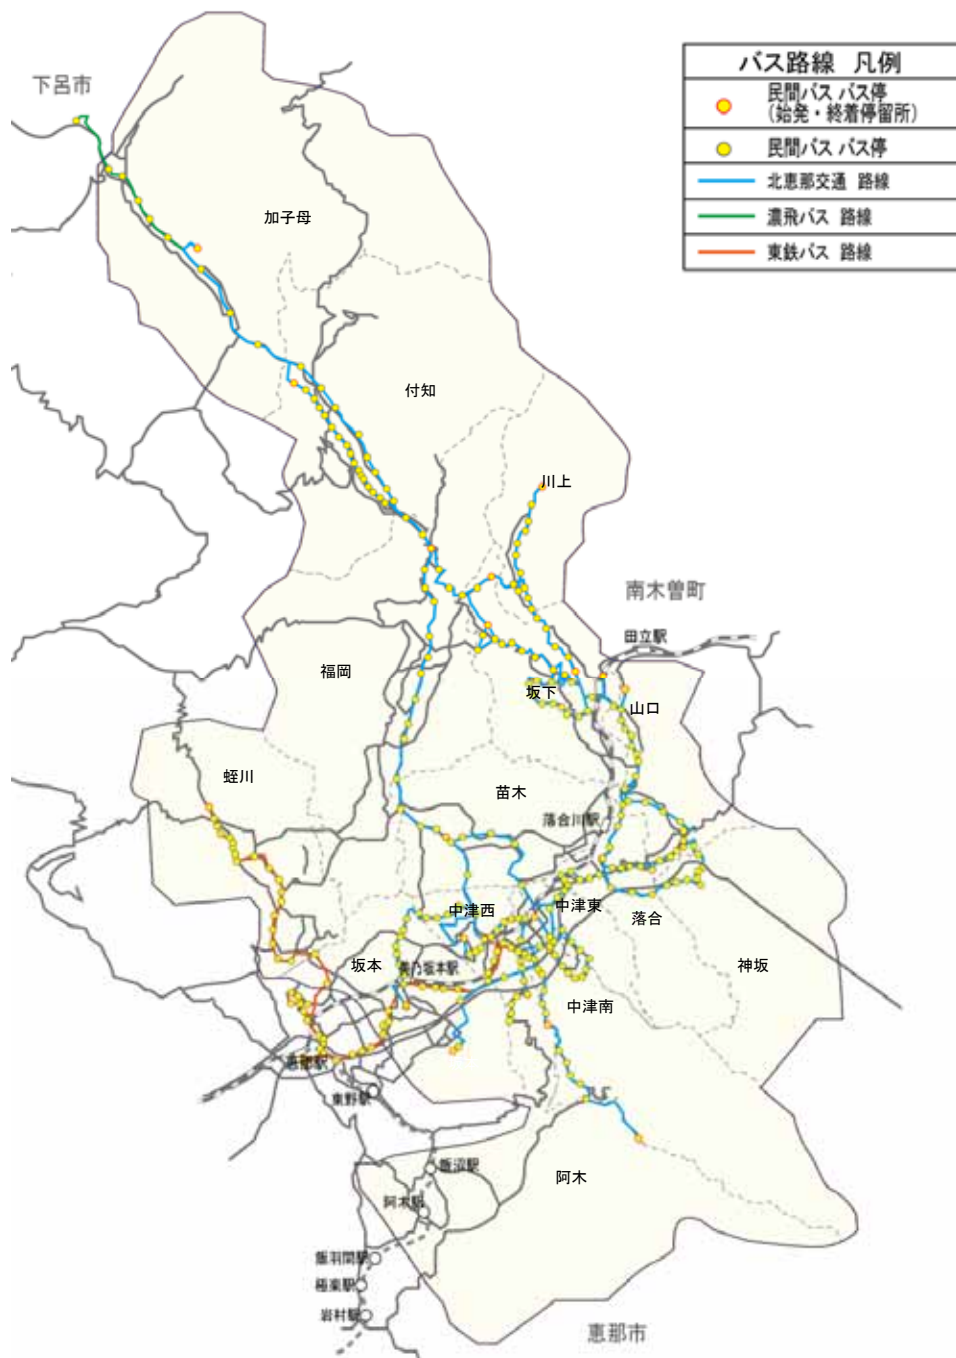 バス路線 凡例
民間バス バス停
(始発・終着停留所)
民間バス バス停
北恵那交通 路線
濃飛バス 路線
東鉄バス 路線
下呂市
加子母
付知
川上
南木曽町
田立駅
福岡
坂下
山口
蛭川
苗木
落合川駅
中津西
中津東
落合
坂本
美乃坂本駅
神坂
中津南
恵那駅
東野駅
飯沼駅
阿木
阿木駅
飯羽間駅
極楽駅
岩村駅
恵那市